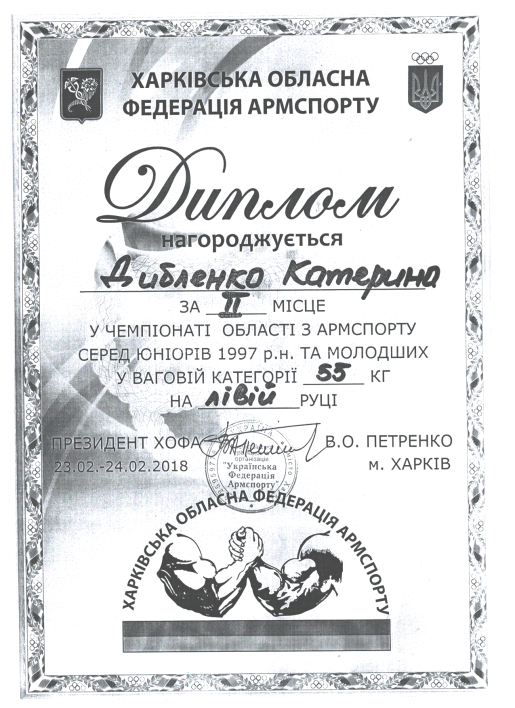 ХАРКІВСЬКА ОБЛАСНА
ФЕДЕРАЦІЯ АРМСПОРТУ
Диплом
нагороджується
Дибленко Катерина
ЗА II МІСЦЕ
У ЧЕМПІОНАТІ ОБЛАСТІ З АРМСПОРТУ
СЕРЕД ЮНІОРІВ 1997 р.н. ТА МОЛОДШИХ
У ВАГОВІЙ КАТЕГОРІЇ 55 КГ
НА лівій РУЦІ
ПРЕЗИДЕНТ ХОФА В.О. ПЕТРЕНКО
23.02.-24.02.2018 м. ХАРКІВ
організація
"Українська
Федерація
Армспорту"
ХАРКІВСЬКА ОБЛАСНА ФЕДЕРАЦІЯ АРМСПОРТУ